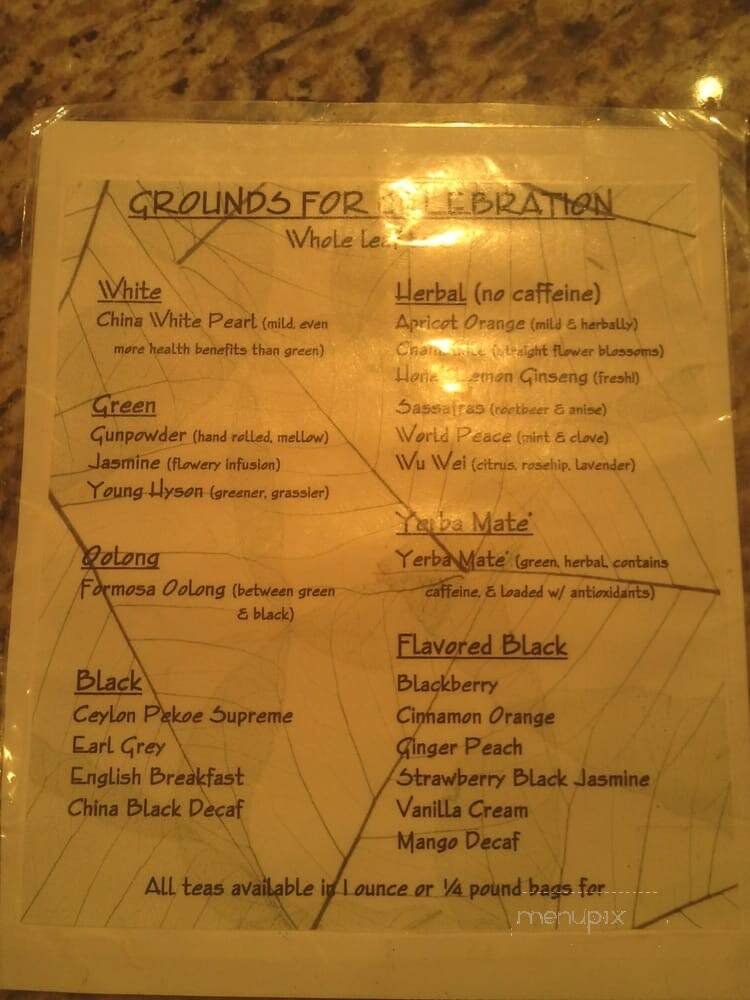 GROUNDS FOR CELEBRATION
Whole Leaf
White
China White Pearl (mild, even
more health benefits than green)
Green
Gunpowder (hand rolled, mellow)
Jasmine (flowery infusion)
Young Hyson (greener, grassier)
Oolong
Formosa Oolong (between green
& black)
Black
Ceylon Pekoe Supreme
Earl Grey
English Breakfast
China Black Decaf
Herbal (no caffeine)
Apricot Orange (mild & herbally)
Chamomile (straight flower blossoms)
Honey Lemon Ginseng (fresh!)
Sassafras (rootbeer & anise)
World Peace (mint & clove)
Wu Wei (citrus, rosehip, lavender)
Yerba Mate'
Yerba Mate' (green, herbal, contains
caffeine, & loaded w/ antioxidants)
Flavored Black
Blackberry
Cinnamon Orange
Ginger Peach
Strawberry Black Jasmine
Vanilla Cream
Mango Decaf
All teas available in 1 ounce or ¼ pound bags for
menupix